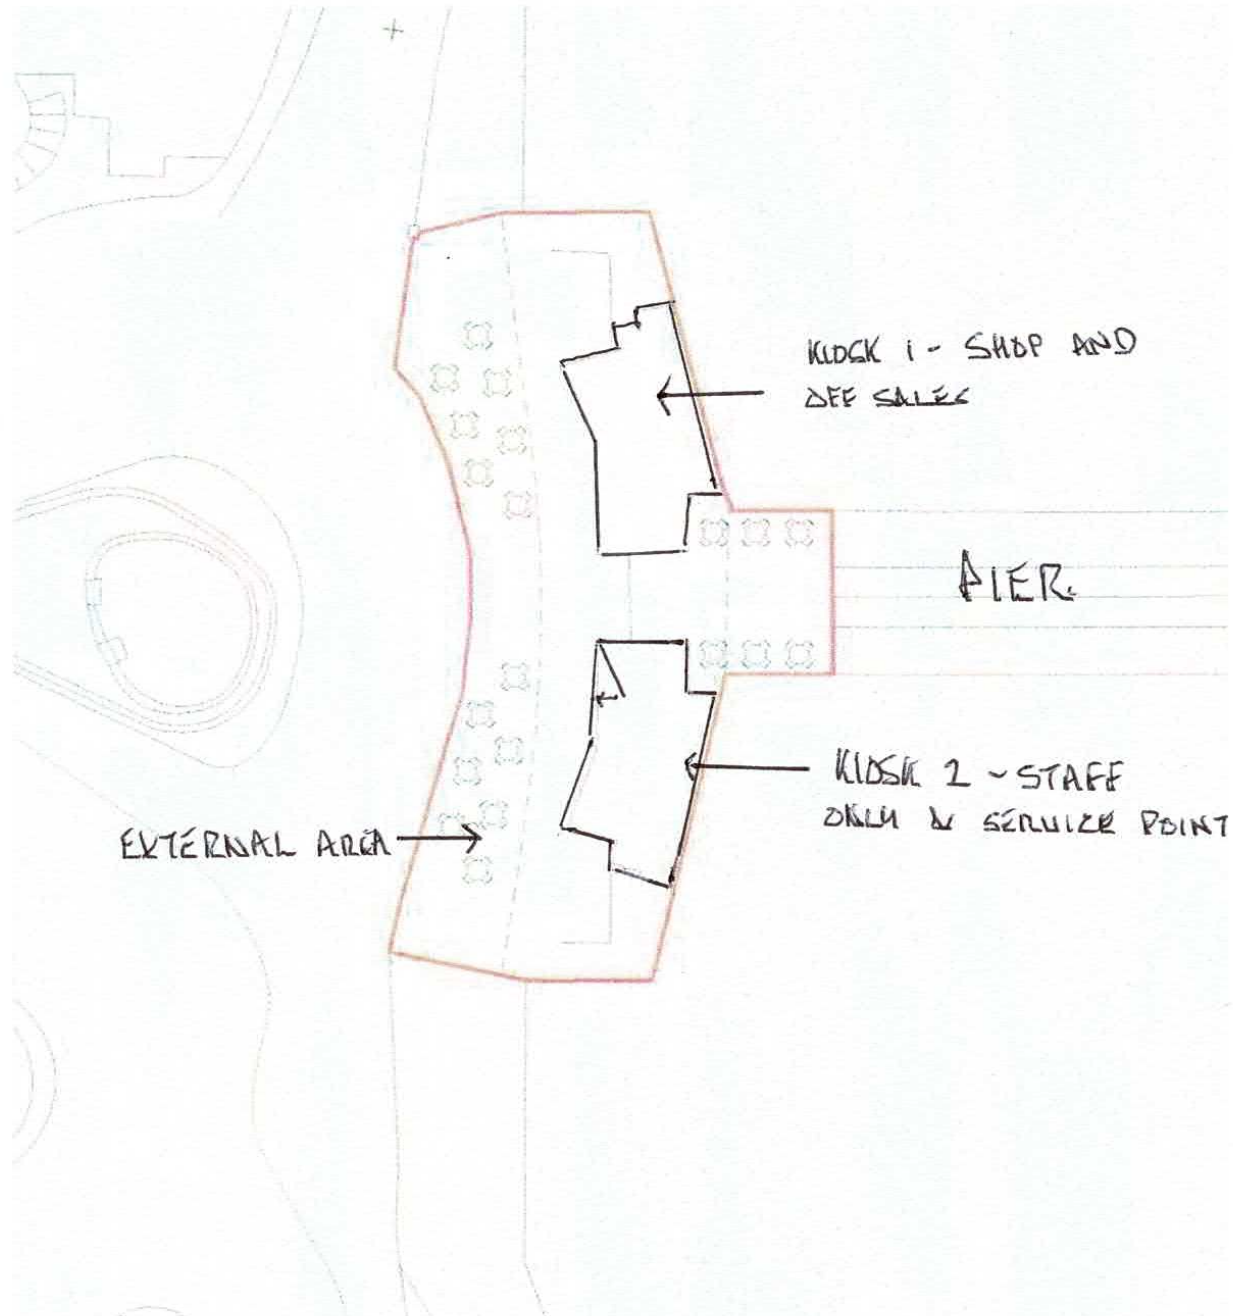 KIOSK 1 - SHOP AND
OFF SALES
PIER.
KIOSK 2 - STAFF
ONLY & SERVICE POINT
EXTERNAL AREA